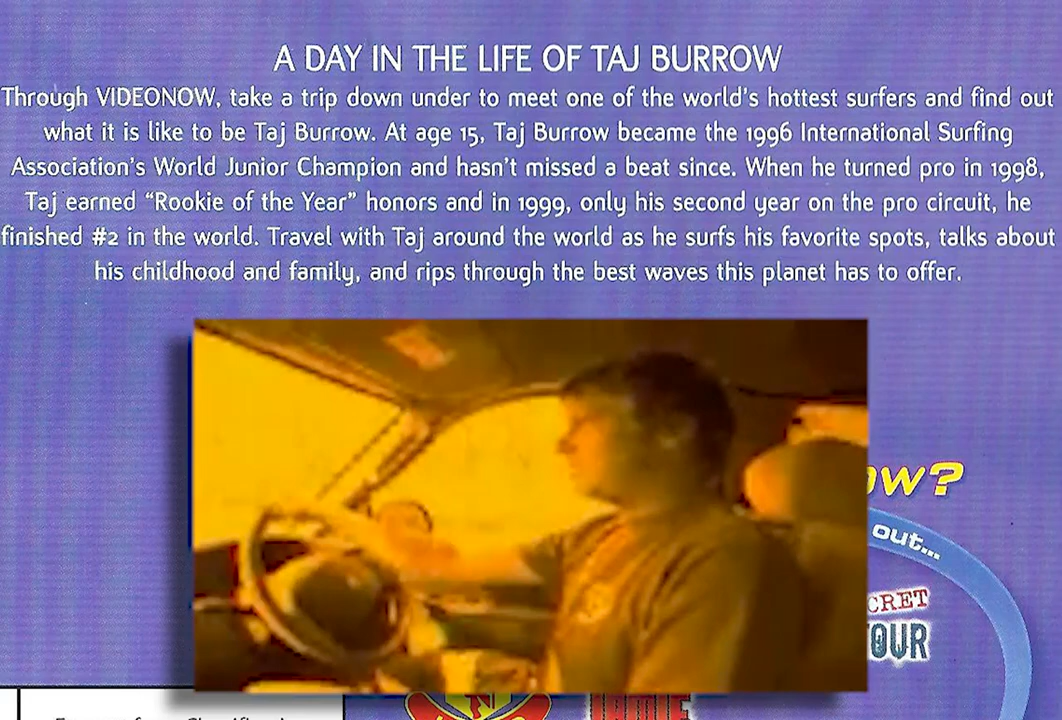 A DAY IN THE LIFE OF TAJ BURROW
Through VIDEONOW, take a trip down under to meet one of the world's hottest surfers and find out
what it is like to be Taj Burrow. At age 15, Taj Burrow became the 1996 International Surfing
Association's World Junior Champion and hasn't missed a beat since. When he turned pro in 1998,
Taj earned "Rookie of the Year" honors and in 1999, only his second year on the pro circuit, he
finished #2 in the world. Travel with Taj around the world as he surfs his favorite spots, talks about
his childhood and family, and rips through the best waves this planet has to offer.
OW?
out...
CRET
OUR